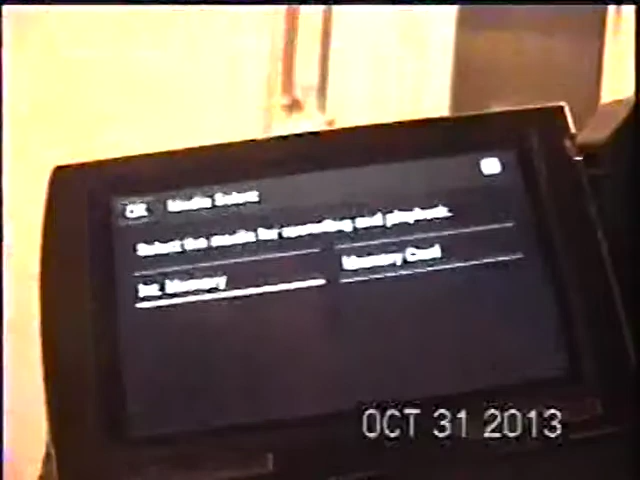 OK Media Select
Select the media for recording and playback.
Int. Memory
Memory Card
OCT 31 2013